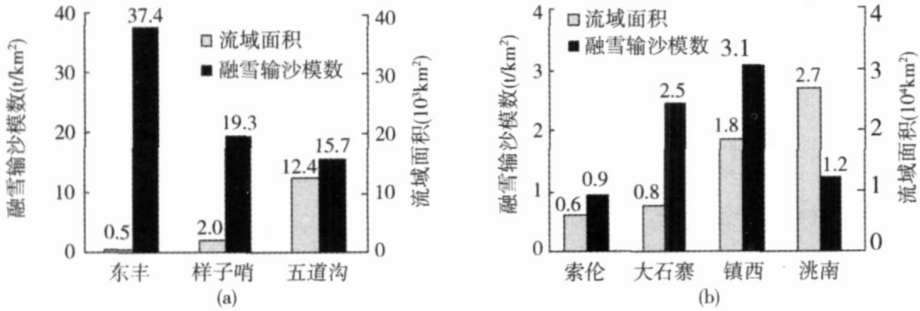 融雪输沙模数(t/km²)
40
30
20
10
0
37.4
19.3
15.7
12.4
2.0
0.5
流域面积
融雪输沙模数
40
30
20
10
0
流域面积(10³km²)
东丰 样子哨 五道沟
(a)
融雪输沙模数(t/km²)
4
3
2
1
0
流域面积
融雪输沙模数
3.1
2.7
2.5
1.8
1.2
0.9
0.8
0.6
4
3
2
1
0
流域面积(10⁴km²)
索伦 大石寨 镇西 洮南
(b)